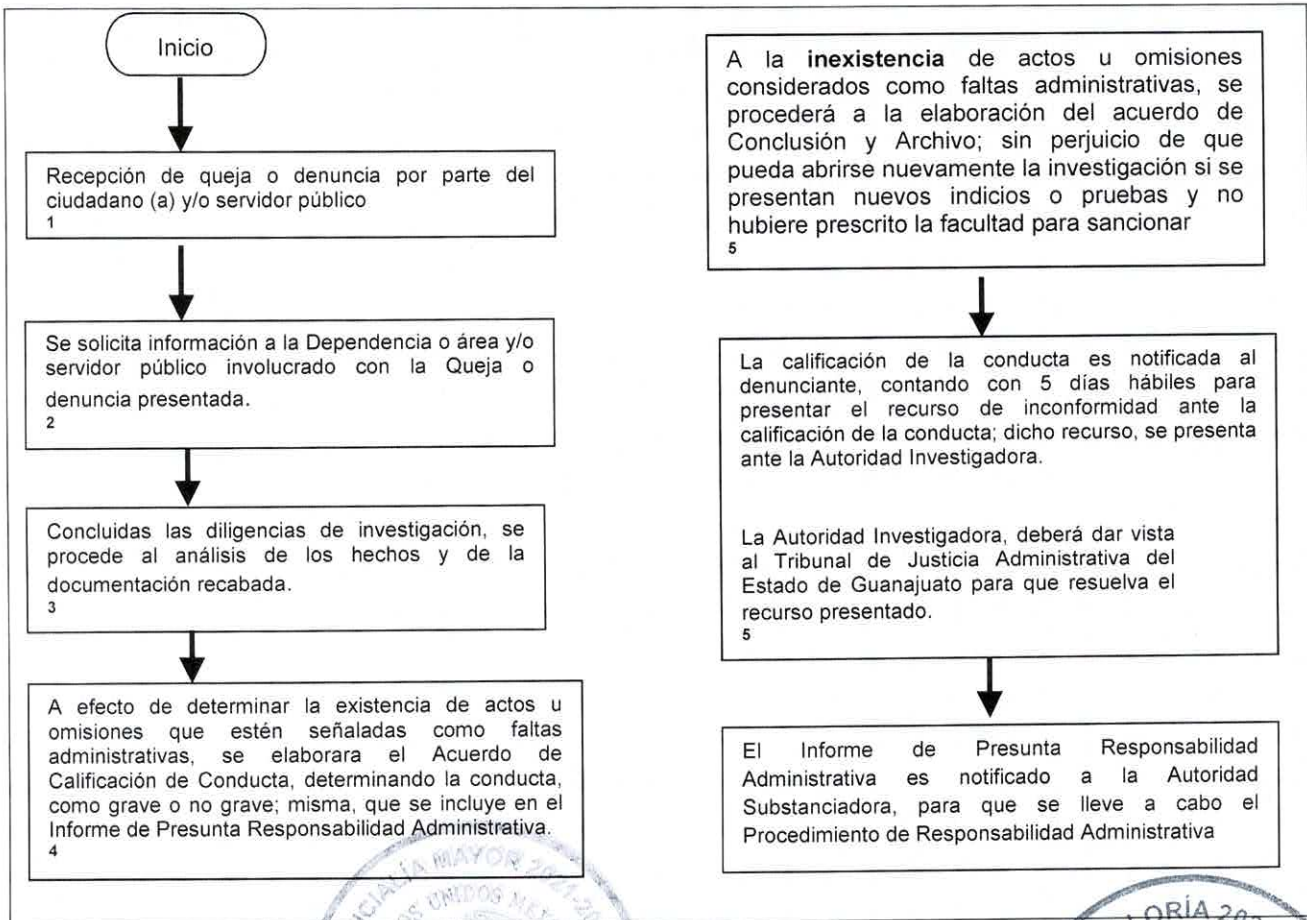 Inicio
Recepción de queja o denuncia por parte del
ciudadano (a) y/o servidor público
1
Se solicita información a la Dependencia o área y/o
servidor público involucrado con la Queja o
denuncia presentada.
2
Concluidas las diligencias de investigación, se
procede al análisis de los hechos y de la
documentación recabada.
3
A efecto de determinar la existencia de actos u
omisiones que estén señaladas como faltas
administrativas, se elaborara el Acuerdo de
Calificación de Conducta, determinando la conducta,
como grave o no grave; misma, que se incluye en el
Informe de Presunta Responsabilidad Administrativa.
4
A la inexistencia de actos u omisiones
considerados como faltas administrativas, se
procederá a la elaboración del acuerdo de
Conclusión y Archivo; sin perjuicio de que
pueda abrirse nuevamente la investigación si se
presentan nuevos indicios o pruebas y no
hubiere prescrito la facultad para sancionar
5
La calificación de la conducta es notificada al
denunciante, contando con 5 días hábiles para
presentar el recurso de inconformidad ante la
calificación de la conducta; dicho recurso, se presenta
ante la Autoridad Investigadora.
La Autoridad Investigadora, deberá dar vista
al Tribunal de Justicia Administrativa del
Estado de Guanajuato para que resuelva el
recurso presentado.
5
El Informe de Presunta Responsabilidad
Administrativa es notificado a la Autoridad
Substanciadora, para que se lleve a cabo el
Procedimiento de Responsabilidad Administrativa
MAYOR
UNIDOS